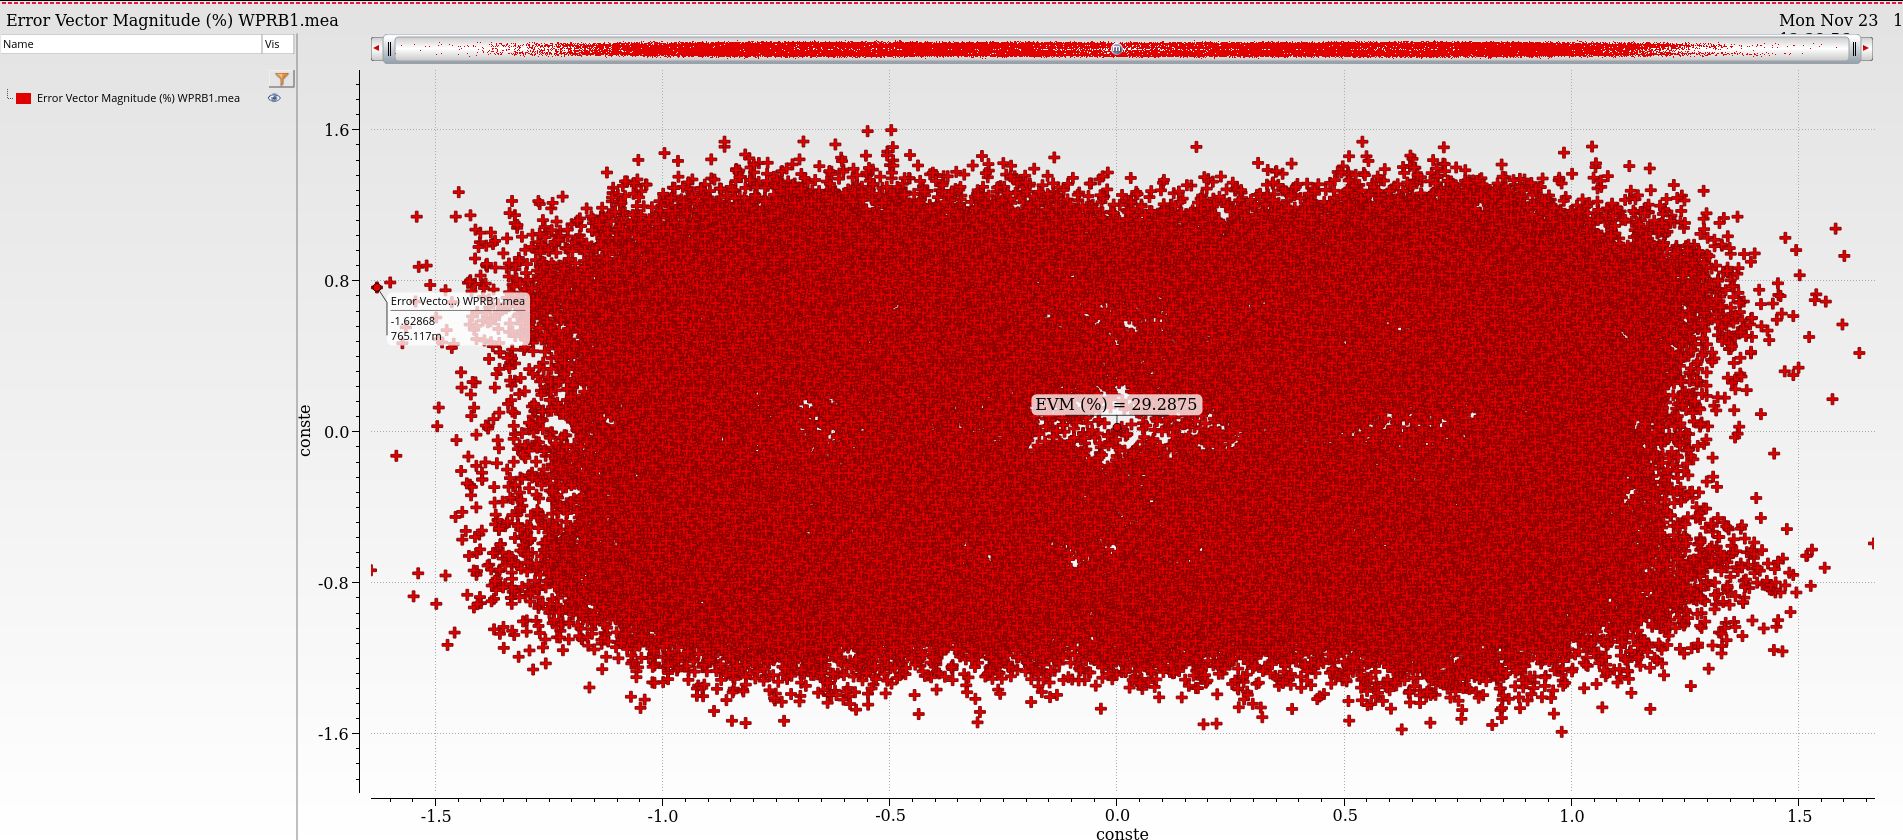 Error Vector Magnitude (%) WPRB1.mea
Mon Nov 23 1
Name
Vis
m
Error Vector Magnitude (%) WPRB1.mea
1.6
0.8
0.0
-0.8
-1.6
conste
Error Vecto...) WPRB1.mea
-1.62868
765.117m
EVM (%) = 29.2875
-1.5
-1.0
-0.5
0.0
0.5
1.0
1.5
conste